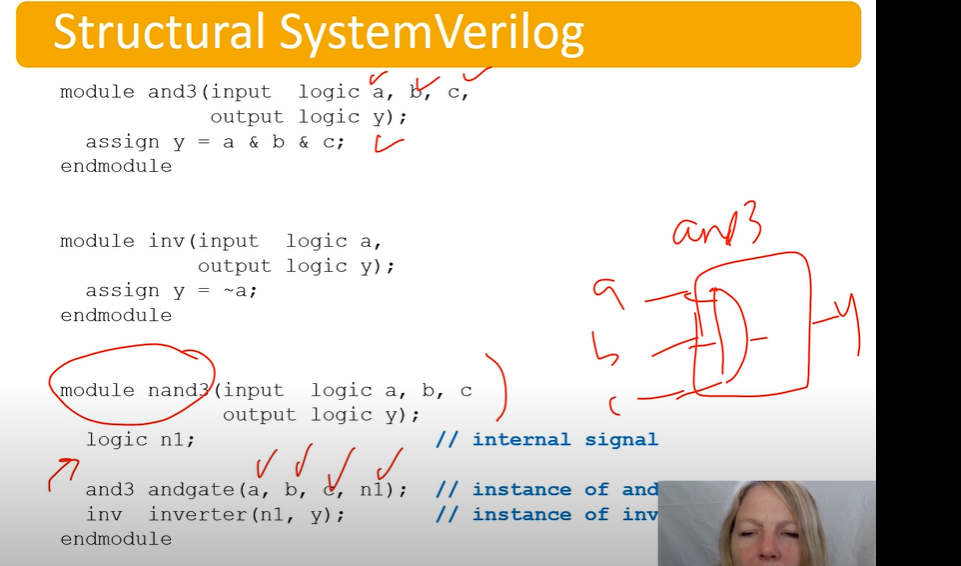 Structural SystemVerilog
module and3(input  logic a, b, c,
            output logic y);
  assign y = a & b & c;
endmodule
module inv(input  logic a,
           output logic y);
  assign y = ~a;
endmodule
and3
a
b
c
y
module nand3(input  logic a, b, c
             output logic y);
  logic n1;                   // internal signal
  and3 andgate(a, b, c, n1);  // instance of and
  inv  inverter(n1, y);       // instance of inv
endmodule